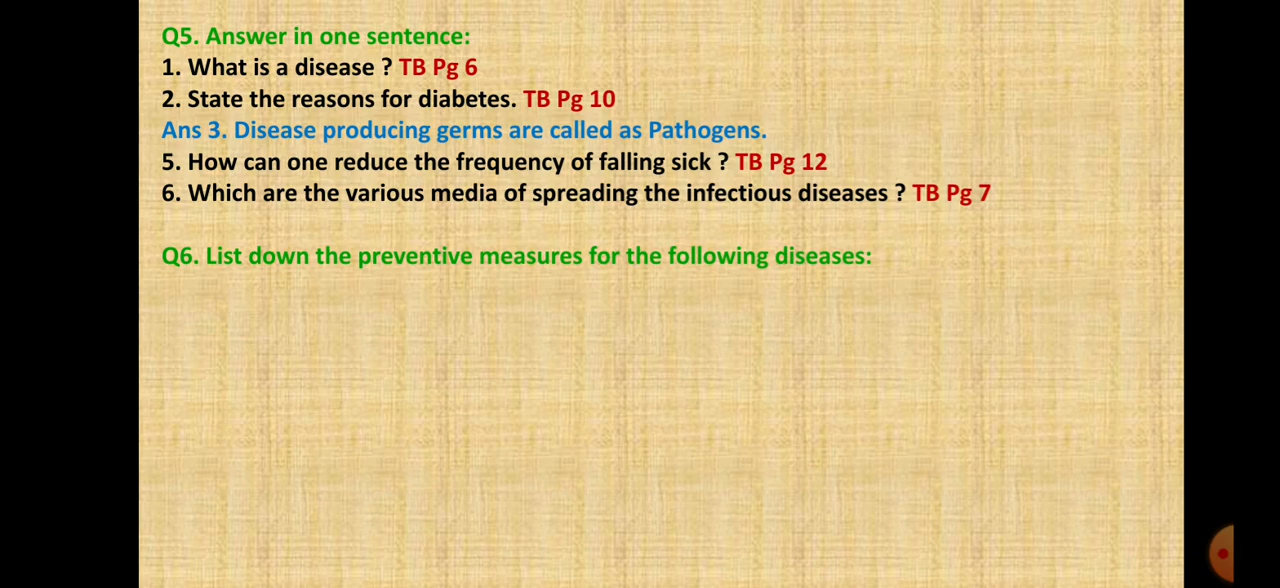 Q5. Answer in one sentence:
1. What is a disease ? TB Pg 6
2. State the reasons for diabetes. TB Pg 10
Ans 3. Disease producing germs are called as Pathogens.
5. How can one reduce the frequency of falling sick ? TB Pg 12
6. Which are the various media of spreading the infectious diseases ? TB Pg 7
Q6. List down the preventive measures for the following diseases: